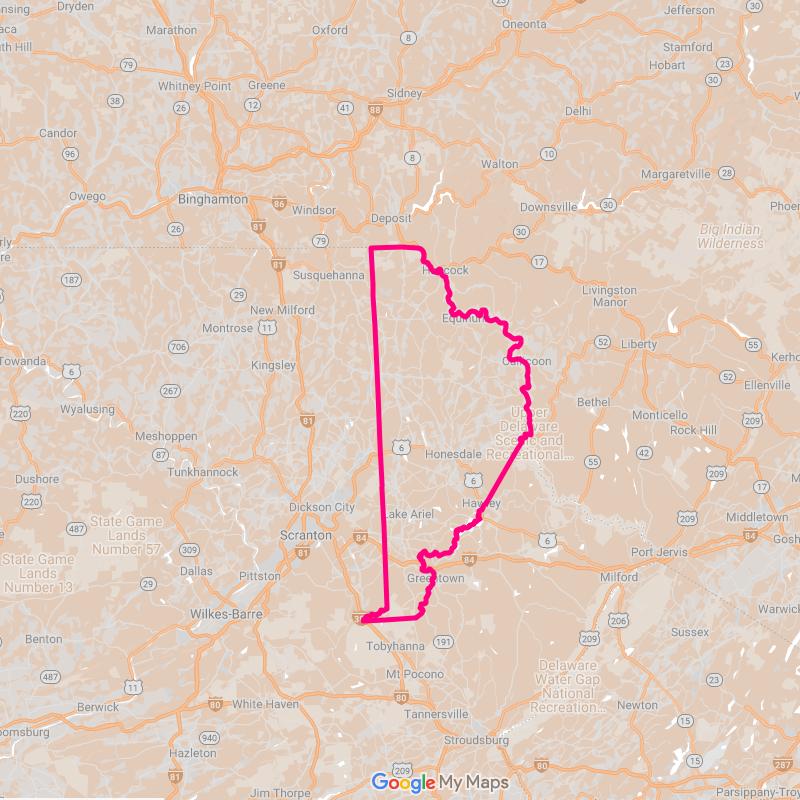 nsing
Dryden
Marathon
Oxford
Oneonta
Jefferson
30
aca
8
Stamford
uth Hill
79
23
Hobart
Whitney Point
Greene
30
38
26
12
41
Sidney
88
Delhi
Candor
96
8
10
Walton
Margaretville
28
Owego
Binghamton
86
Windsor
Downsville
30
Phoen
26
81
Deposit
30
Big Indian
Wilderness
rly
re
79
81
17
Susquehanna
Hancock
187
29
New Milford
Livingston
Manor
Montrose
11
Equinunk
706
52
Liberty
55
Kerho
Towanda
6
Kingsley
Callicoon
267
52
Ellenville
Wyalusing
Bethel
220
81
Upper
Delaware
Scenic and
Recreational...
Monticello
Rock Hill
209
Meshoppen
87
6
Honesdale
42
55
Tunkhannock
209
Dushore
6
220
Dickson City
Lake Ariel
Hawley
209
Middletown
State Game
Lands
Number 57
487
Scranton
84
6
84
Gosh
309
81
84
Port Jervis
State Game
Lands
Number 13
Dallas
Pittston
Greentown
Milford
29
Wilkes-Barre
380
206
Warwick
Benton
209
Sussex
191
Tobyhanna
487
Mt Pocono
Delaware
Water Gap
National
Recreation...
23
11
Berwick
80
White Haven
80
Newton
Tannersville
15
omsburg
940
Stroudsburg
Hazleton
15
81
209
80
287
Jim Thorpe
Google My Maps
Parsippany-Troy